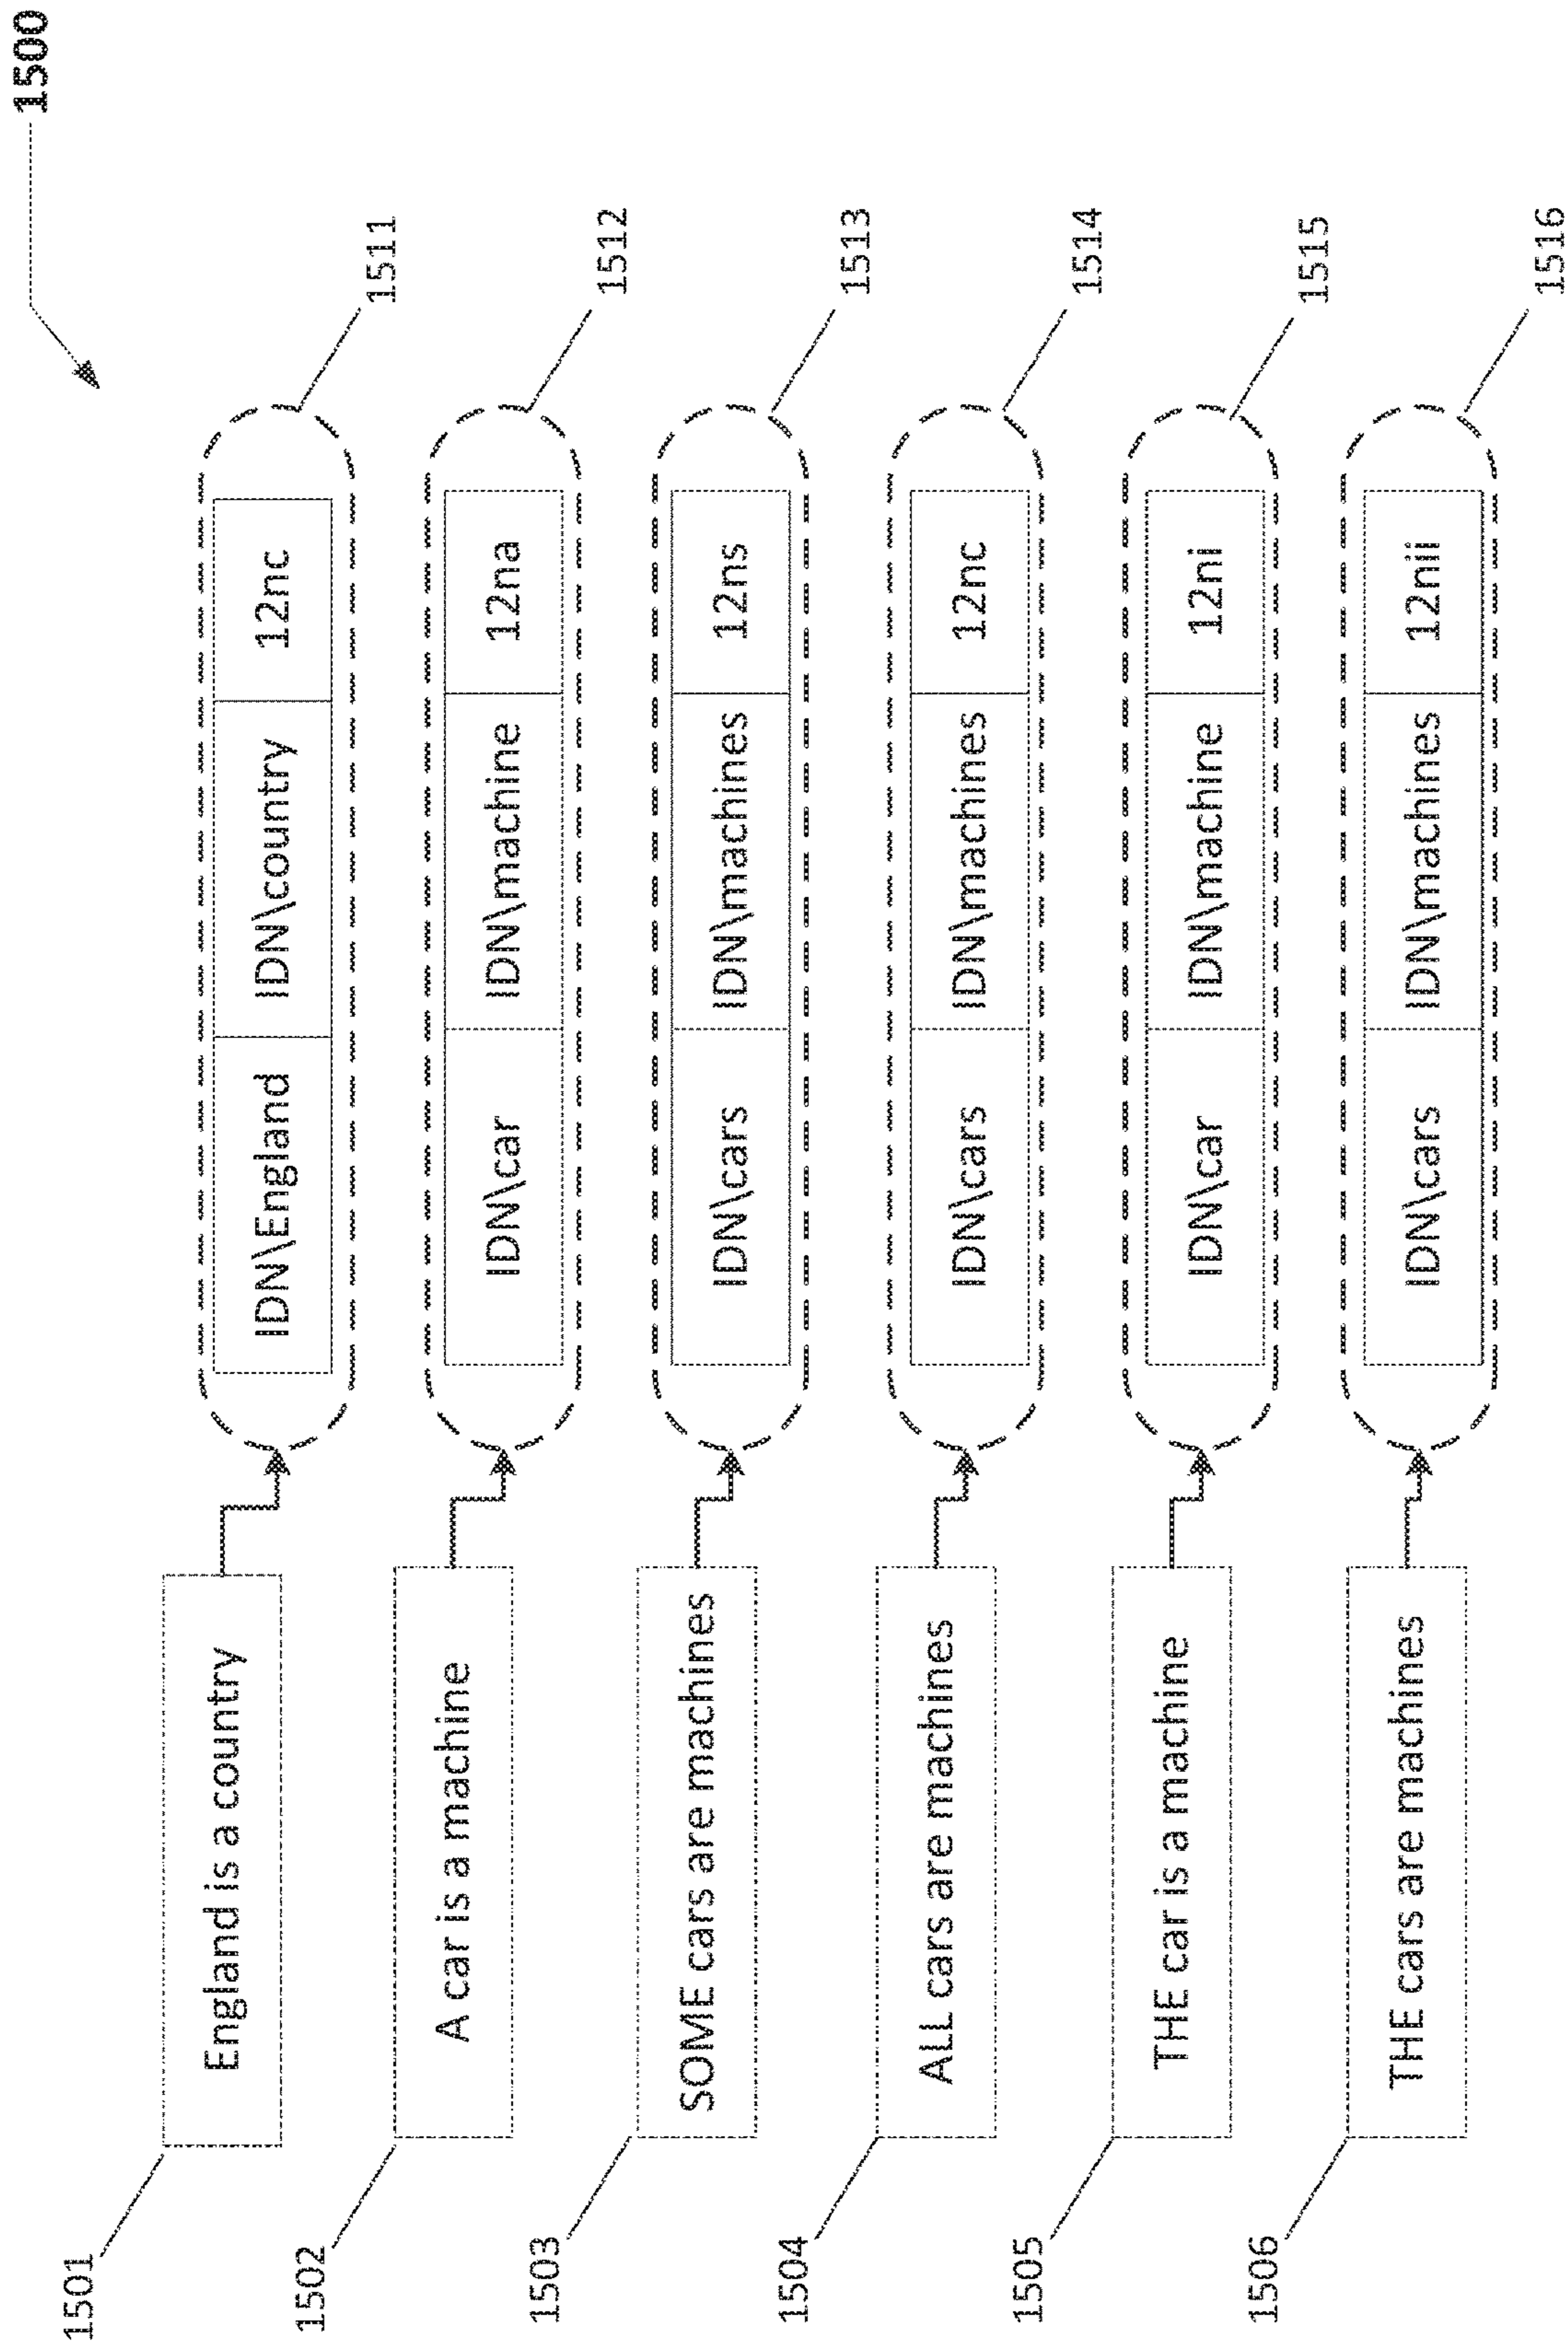 1500
1501
England is a country
IDN\England
IDN\country
12nc
1511
1502
A car is a machine
IDN\car
IDN\machine
12na
1512
1503
SOME cars are machines
IDN\cars
IDN\machines
12ns
1513
1504
ALL cars are machines
IDN\cars
IDN\machines
12nc
1514
1505
THE car is a machine
IDN\car
IDN\machine
12ni
1515
1506
THE cars are machines
IDN\cars
IDN\machines
12nii
1516